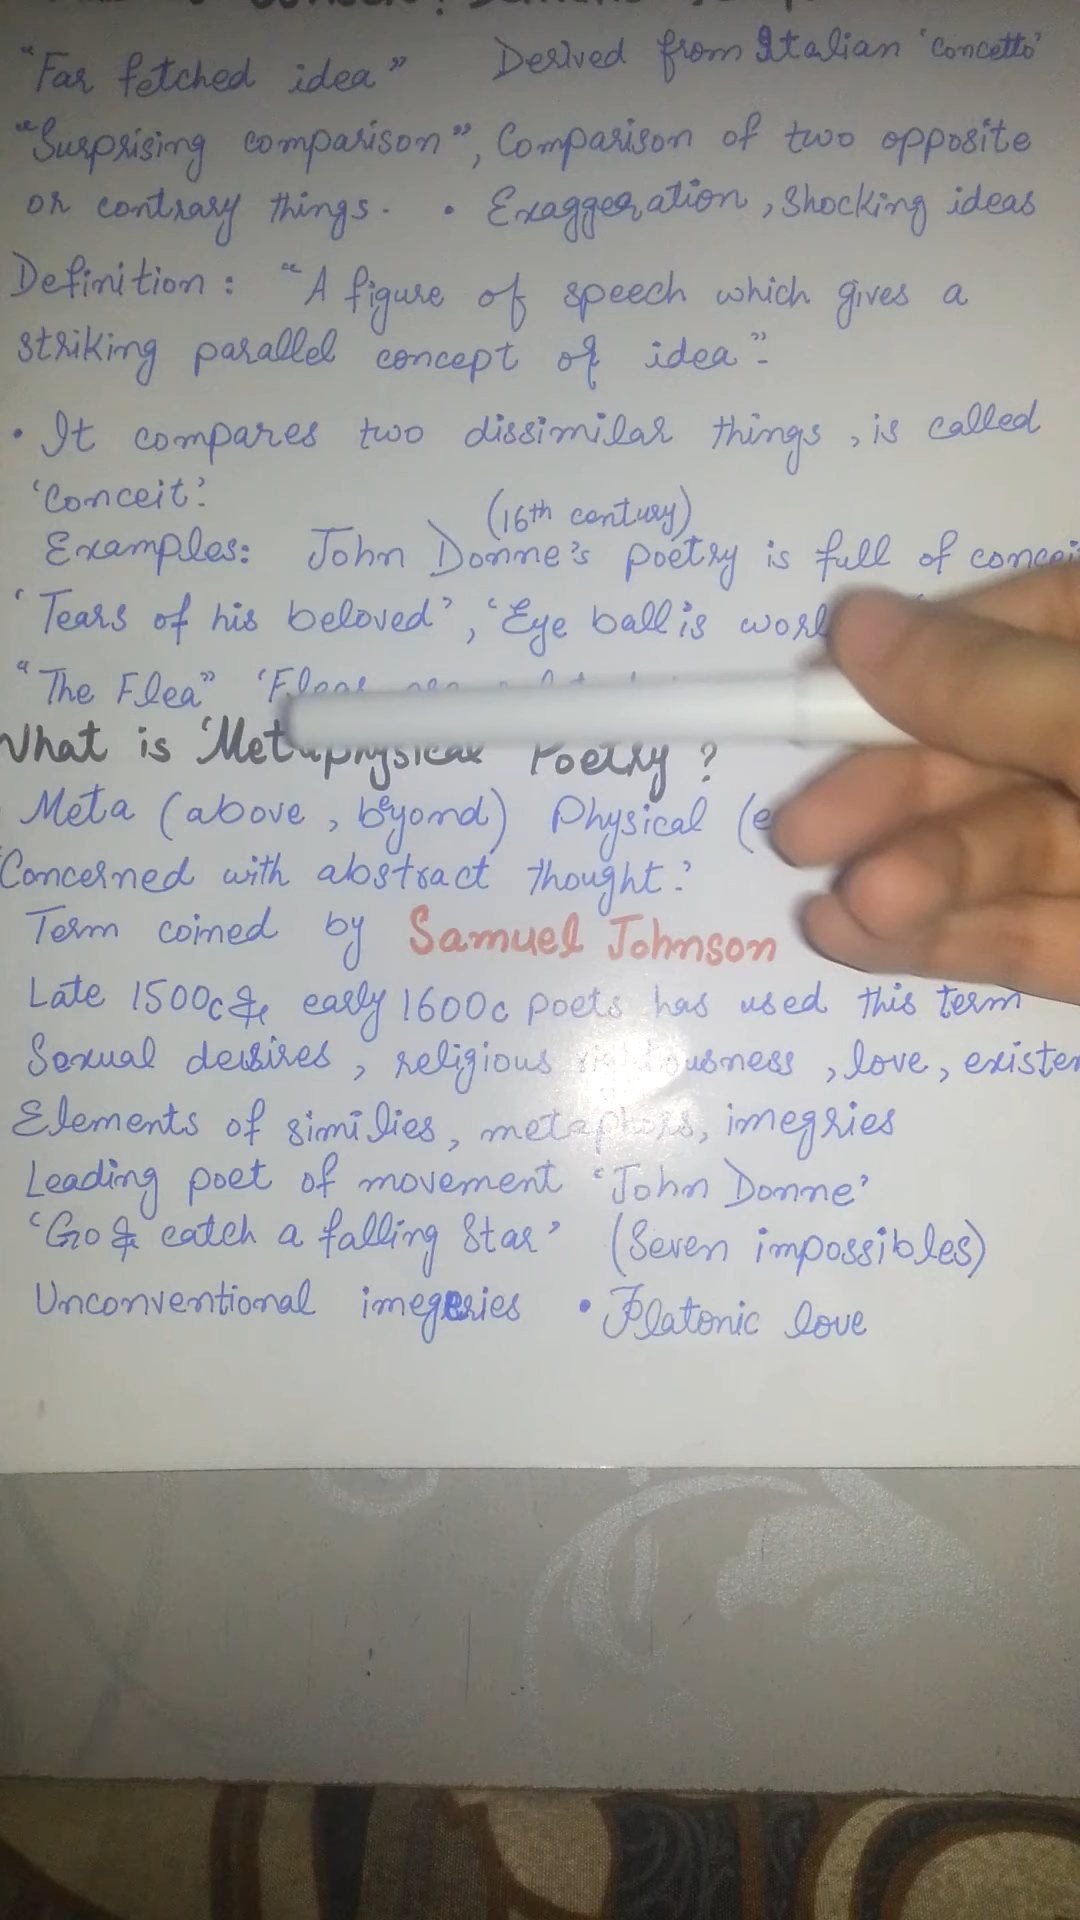 "Far fetched idea" Derived from Italian 'concetto'
"Surprising comparison", Comparison of two opposite
or contrary things. • Exaggeration, Shocking ideas
Definition: "A figure of speech which gives a
striking parallel concept of idea".
• It compares two dissimilar things, is called
'Conceit'.
(16th century)
Examples: John Donne's poetry is full of
'Tears of his beloved', 'Eye ball is
"The Flea"
What is 'Metaphysical Poetry?
Meta (above, beyond) Physical
Concerned with abstract thought.'
Term coined by Samuel Johnson
Late 1500c & early 1600c poets has used this term
Sexual desires, religious love,
Elements of similies, metaphors, imegries
Leading poet of movement 'John Donne'
'Go & catch a falling Star' (Seven impossibles)
Unconventional • Platonic love